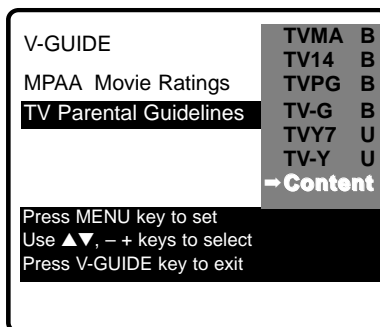 V-GUIDE
MPAA Movie Ratings
TV Parental Guidelines
TVMA B
TV14 B
TVPG B
TV-G B
TVY7 U
TV-Y U
➡Content
Press MENU key to set
Use ▲▼, – + keys to select
Press V-GUIDE key to exit